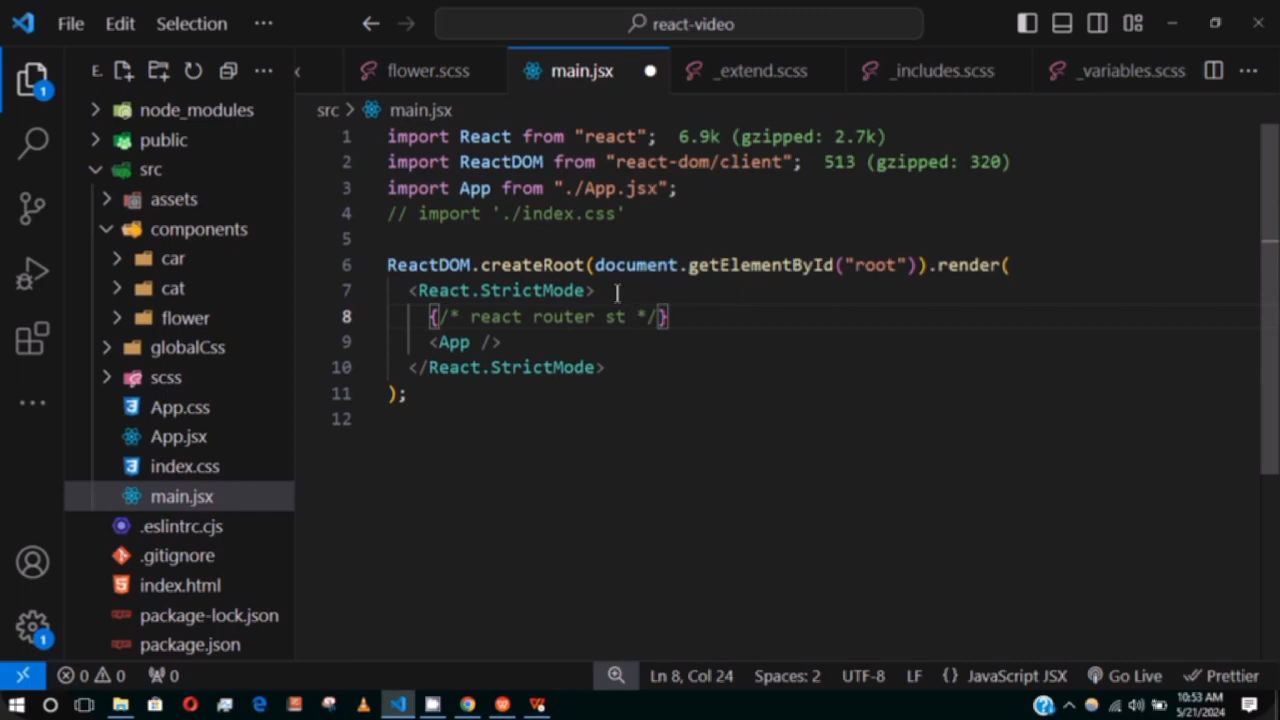 File Edit Selection ··· react-video
E. flower.scss main.jsx _extend.scss _includes.scss _variables.scss
1
node_modules
public
src
assets
components
car
cat
flower
globalCss
scss
App.css
App.jsx
index.css
main.jsx
.eslintrc.cjs
.gitignore
index.html
package-lock.json
package.json
1
src > main.jsx
1 import React from "react"; 6.9k (gzipped: 2.7k)
2 import ReactDOM from "react-dom/client"; 513 (gzipped: 320)
3 import App from "./App.jsx";
4 // import './index.css'
5
6 ReactDOM.createRoot(document.getElementById("root")).render(
7 <React.StrictMode>
8 {/* react router st */}
9 <App />
10 </React.StrictMode>
11 );
12
0 0 0 Ln 8, Col 24 Spaces: 2 UTF-8 LF {} JavaScript JSX Go Live Prettier
10:53 AM
5/21/2024